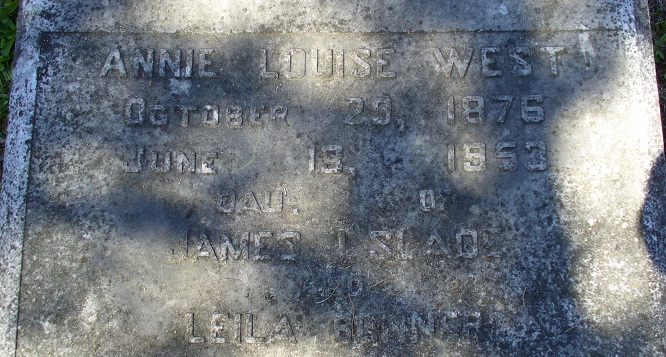 ANNIE LOUISE WEST
OCTOBER 29, 1876
JUNE 19, 1953
DAU. OF
JAMES J SLADE
LEILA